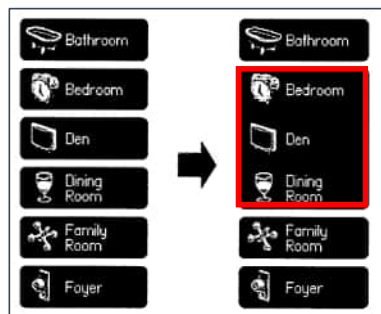 Bathroom
Bedroom
Den
Dining
Room
Family
Room
Foyer
Bathroom
Bedroom
Den
Dining
Room
Family
Room
Foyer